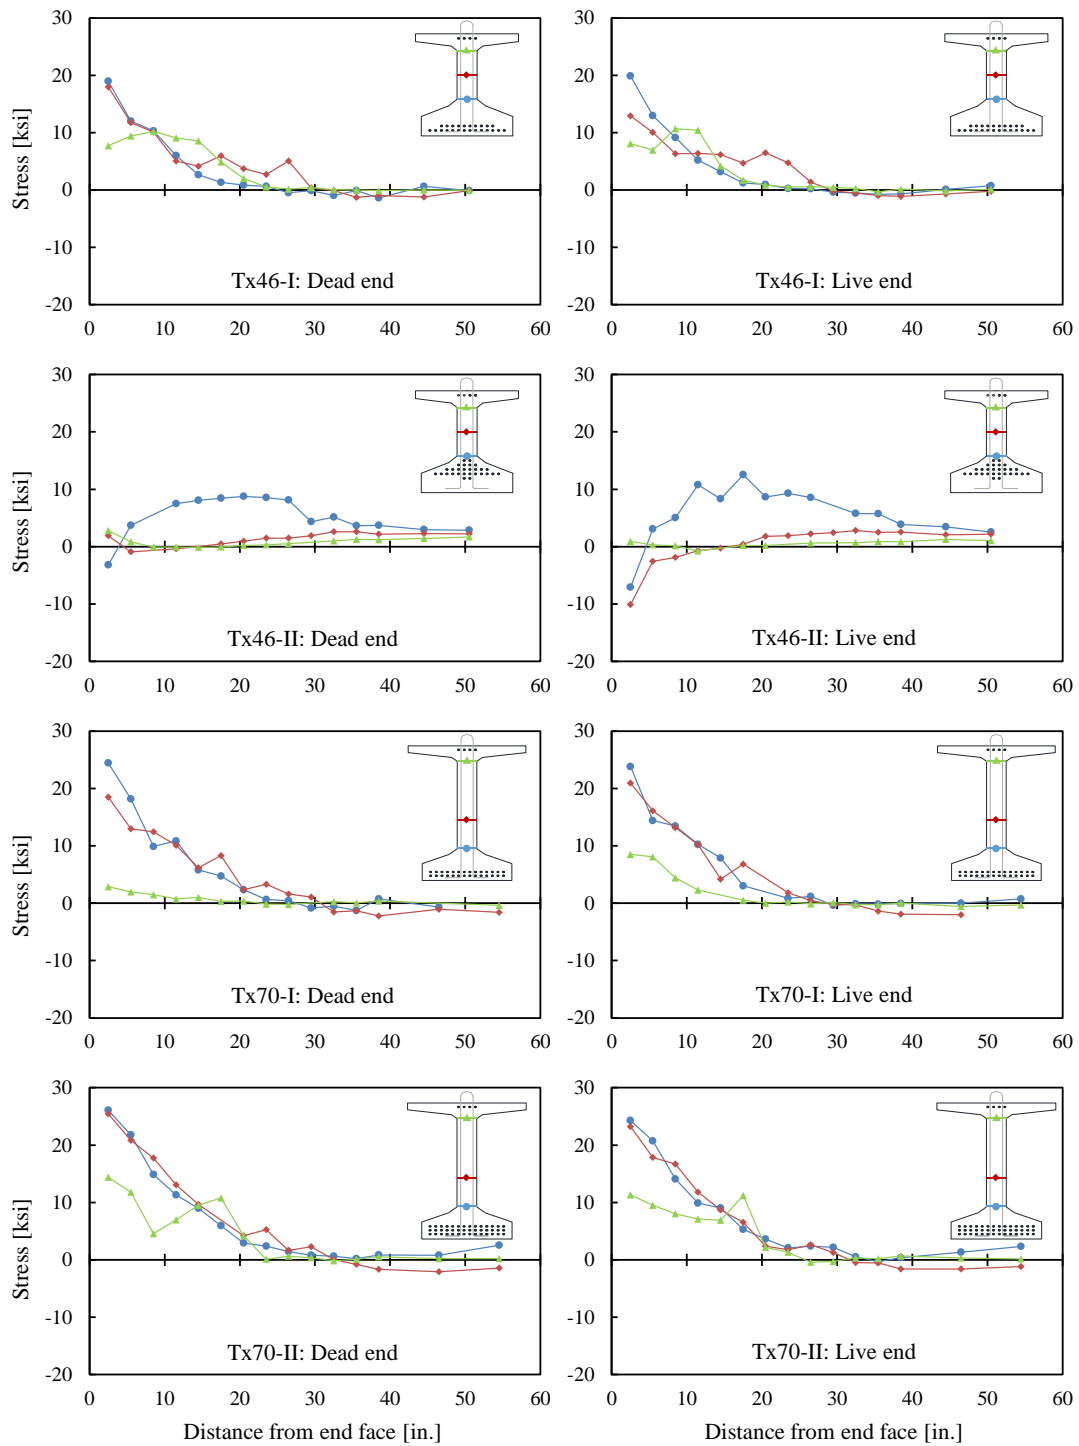 30
20
10
0
-10
-20
Stress [ksi]
Tx46-I: Dead end
0 10 20 30 40 50 60
30
20
10
0
-10
-20
Tx46-I: Live end
0 10 20 30 40 50 60
30
20
10
0
-10
-20
Stress [ksi]
Tx46-II: Dead end
0 10 20 30 40 50 60
30
20
10
0
-10
-20
Tx46-II: Live end
0 10 20 30 40 50 60
30
20
10
0
-10
-20
Stress [ksi]
Tx70-I: Dead end
0 10 20 30 40 50 60
30
20
10
0
-10
-20
Tx70-I: Live end
0 10 20 30 40 50 60
30
20
10
0
-10
-20
Stress [ksi]
Tx70-II: Dead end
0 10 20 30 40 50 60
Distance from end face [in.]
30
20
10
0
-10
-20
Tx70-II: Live end
0 10 20 30 40 50 60
Distance from end face [in.]